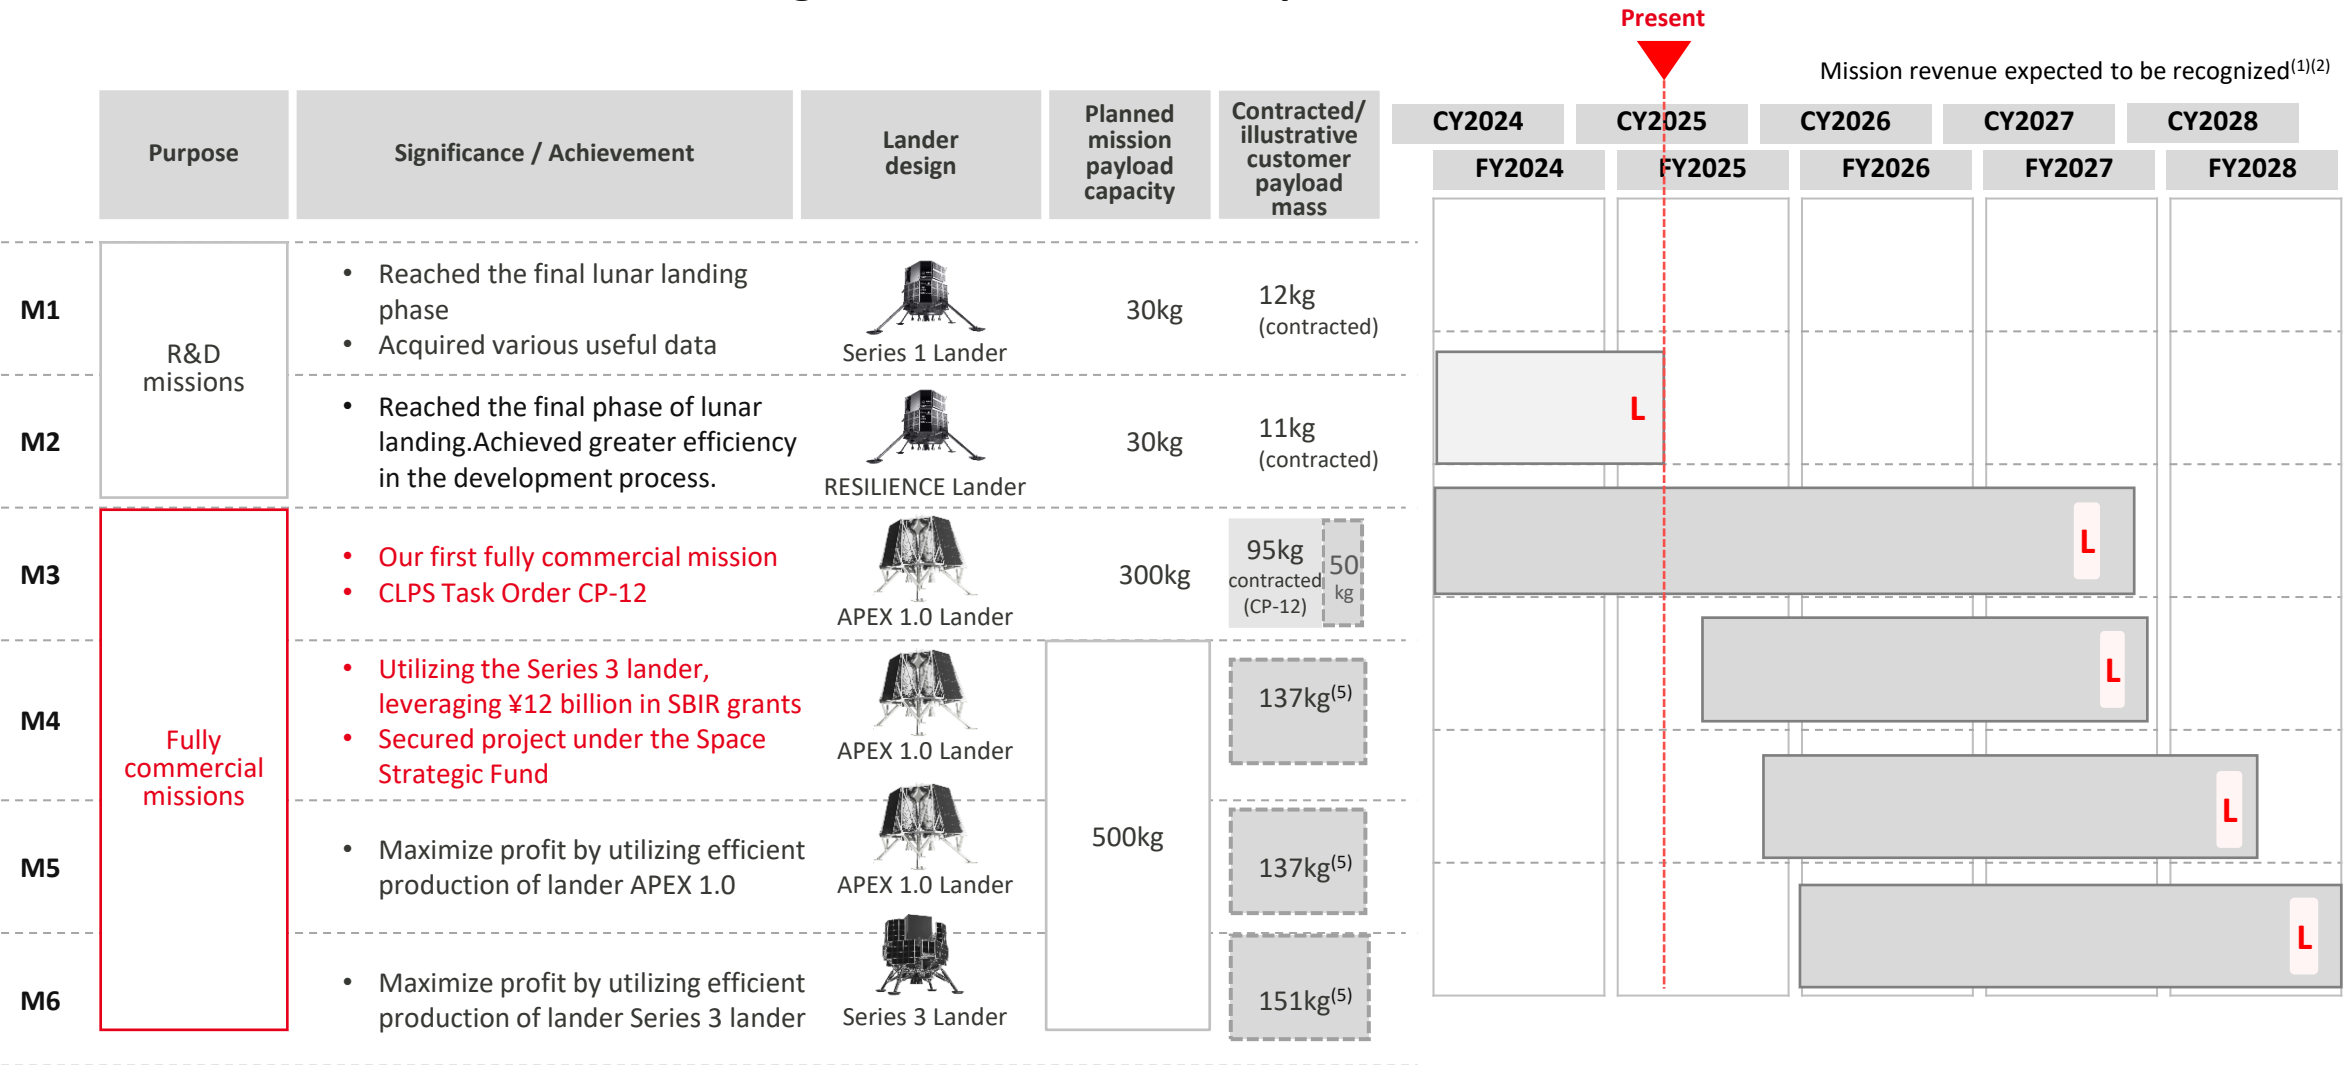 Present
Mission revenue expected to be recognized(1)(2)
Purpose
Significance / Achievement
Lander
design
Planned
mission
payload
capacity
Contracted/
illustrative
customer
payload
mass
CY2024
CY2025
CY2026
CY2027
CY2028
FY2024
FY2025
FY2026
FY2027
FY2028
M1
R&D
missions
• Reached the final lunar landing
phase
• Acquired various useful data
Series 1 Lander
30kg
12kg
(contracted)
M2
• Reached the final phase of lunar
landing.Achieved greater efficiency
in the development process.
RESILIENCE Lander
30kg
11kg
(contracted)
L
M3
Fully
commercial
missions
• Our first fully commercial mission
• CLPS Task Order CP-12
APEX 1.0 Lander
300kg
95kg
contracted
(CP-12)
50
kg
L
M4
• Utilizing the Series 3 lander,
leveraging ¥12 billion in SBIR grants
• Secured project under the Space
Strategic Fund
APEX 1.0 Lander
500kg
137kg(5)
L
M5
• Maximize profit by utilizing efficient
production of lander APEX 1.0
APEX 1.0 Lander
137kg(5)
L
M6
• Maximize profit by utilizing efficient
production of lander Series 3 lander
Series 3 Lander
151kg(5)
L